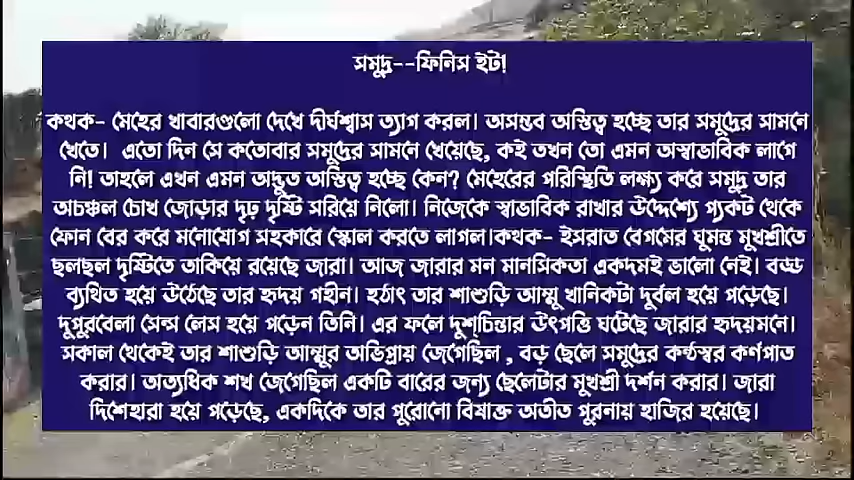 সমুদ্র--ফিনিস ইট!
কথক- মেহের খাবারগুলো দেখে দীর্ঘশ্বাস ত্যাগ করল। অসম্ভব অস্তিত্ব হচ্ছে তার সমুদ্রের সামনে
খেতে। এতো দিন সে কতোবার সমুদ্রের সামনে খেয়েছে, কই তখন তো এমন অস্বাভাবিক লাগে
নি! তাহলে এখন এমন অদ্ভুত অস্তিত্ব হচ্ছে কেন? মেহেরের পরিস্থিতি লক্ষ্য করে সমুদ্র তার
অচঞ্চল চোখ জোড়ার দৃঢ় দৃষ্টি সরিয়ে নিলো। নিজেকে স্বাভাবিক রাখার উদ্দেশ্যে প্যকট থেকে
ফোন বের করে মনোযোগ সহকারে স্কোল করতে লাগল।কথক- ইসরাত বেগমের ঘুমন্ত মুখশ্রীতে
ছলছল দৃষ্টিতে তাকিয়ে রয়েছে জারা। আজ জারার মন মানসিকতা একদমই ভালো নেই। বড্ড
ব্যথিত হয়ে উঠেছে তার হৃদয় গহীন। হঠাৎ তার শাশুড়ি আম্মু খানিকটা দুর্বল হয়ে পড়েছে।
দুপুরবেলা সেন্স লেস হয়ে পড়েন তিনি। এর ফলে দুশ্চিন্তার উৎপত্তি ঘটেছে জারার হৃদয়মনে।
সকাল থেকেই তার শাশুড়ি আম্মুর অভিপ্রায় জেগেছিল , বড় ছেলে সমুদ্রের কন্ঠস্বর কর্ণপাত
করার। অত্যধিক শখ জেগেছিল একটি বারের জন্য ছেলেটার মুখশ্রী দর্শন করার। জারা
দিশেহারা হয়ে পড়েছে, একদিকে তার পুরোনো বিষাক্ত অতীত পুরনায় হাজির হয়েছে।